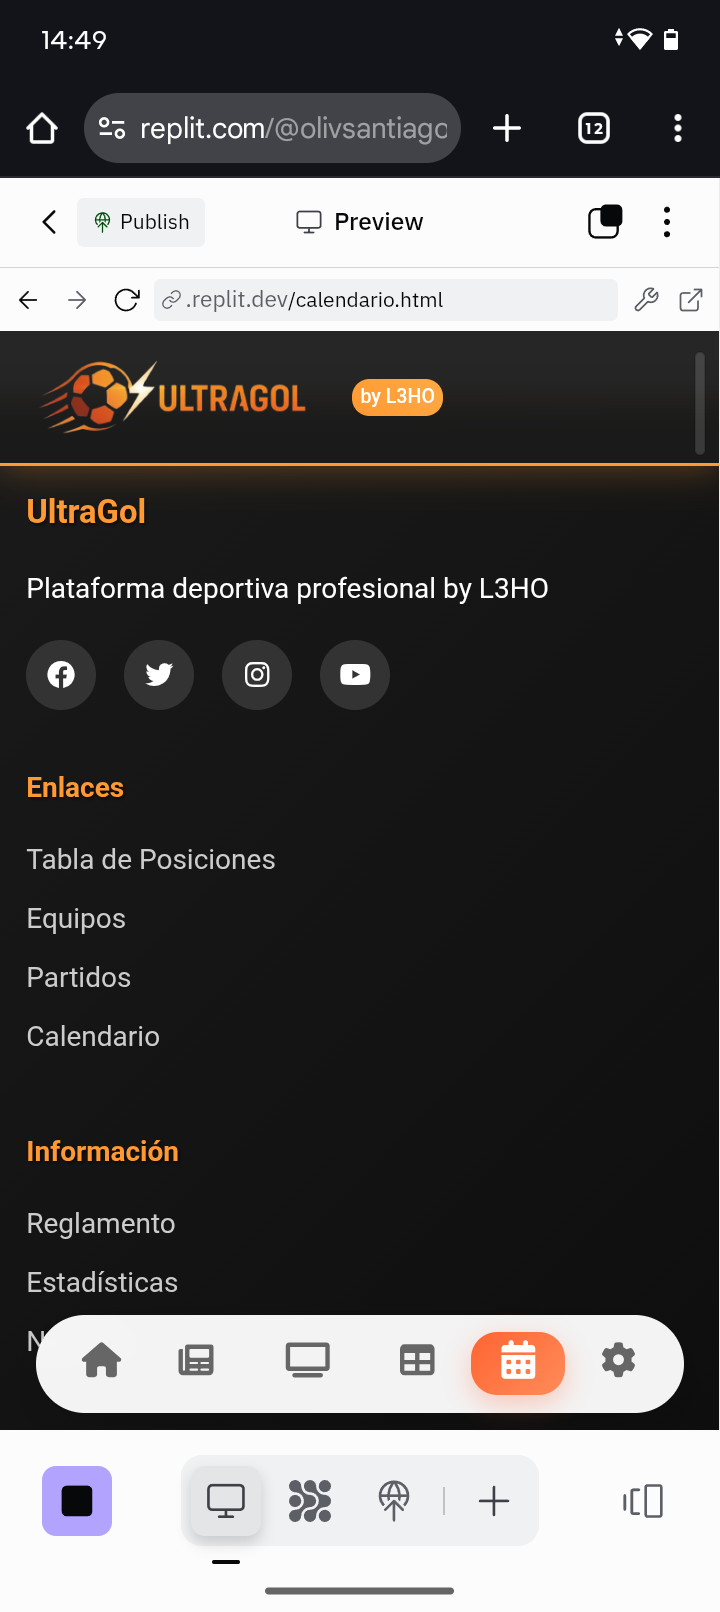 14:49
replit.com/@olivsantiago
12
Publish
Preview
.replit.dev/calendario.html
ULTRAGOL
by L3HO
UltraGol
Plataforma deportiva profesional by L3HO
Enlaces
Tabla de Posiciones
Equipos
Partidos
Calendario
Información
Reglamento
Estadísticas